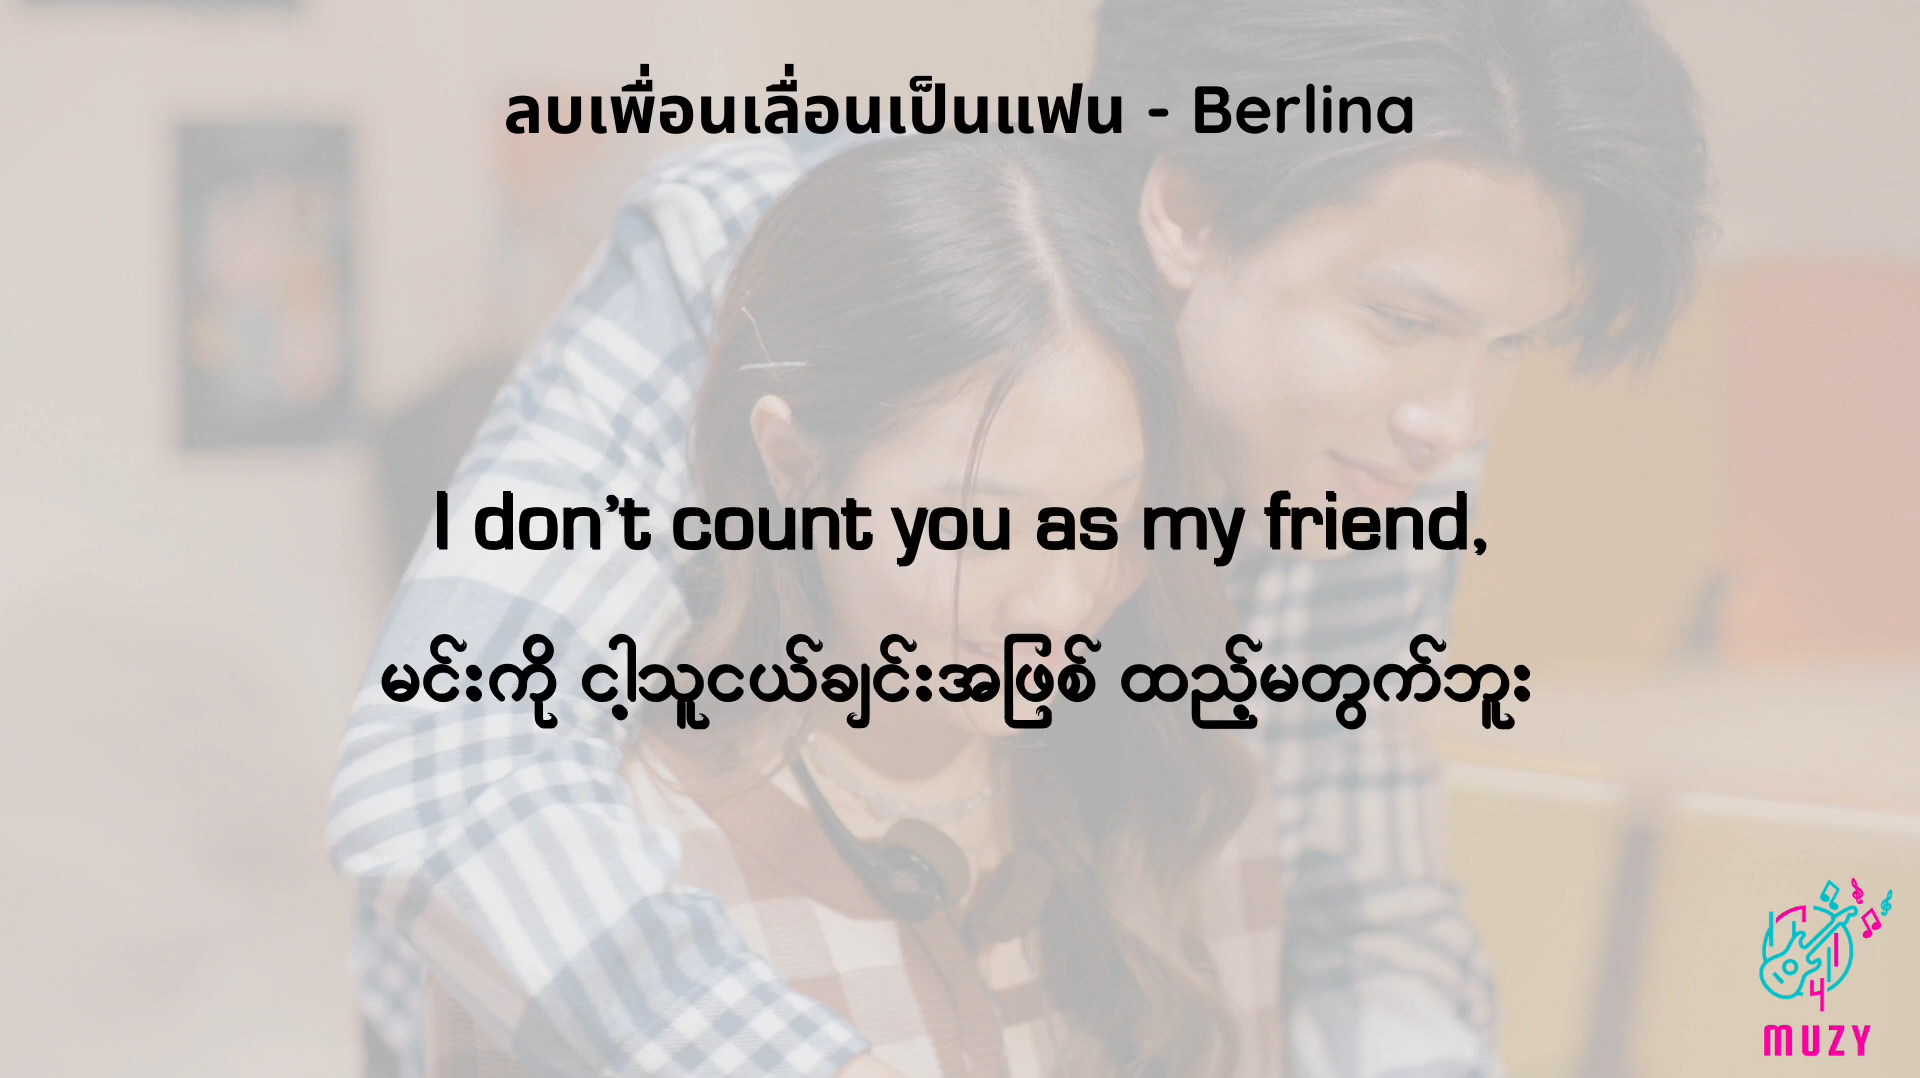 ลบเพื่อนเลื่อนเป็นแฟน - Berlina
I don't count you as my friend,
မင်းကို ငါ့သူငယ်ချင်းအဖြစ် ထည့်မတွက်ဘူး
MUZY